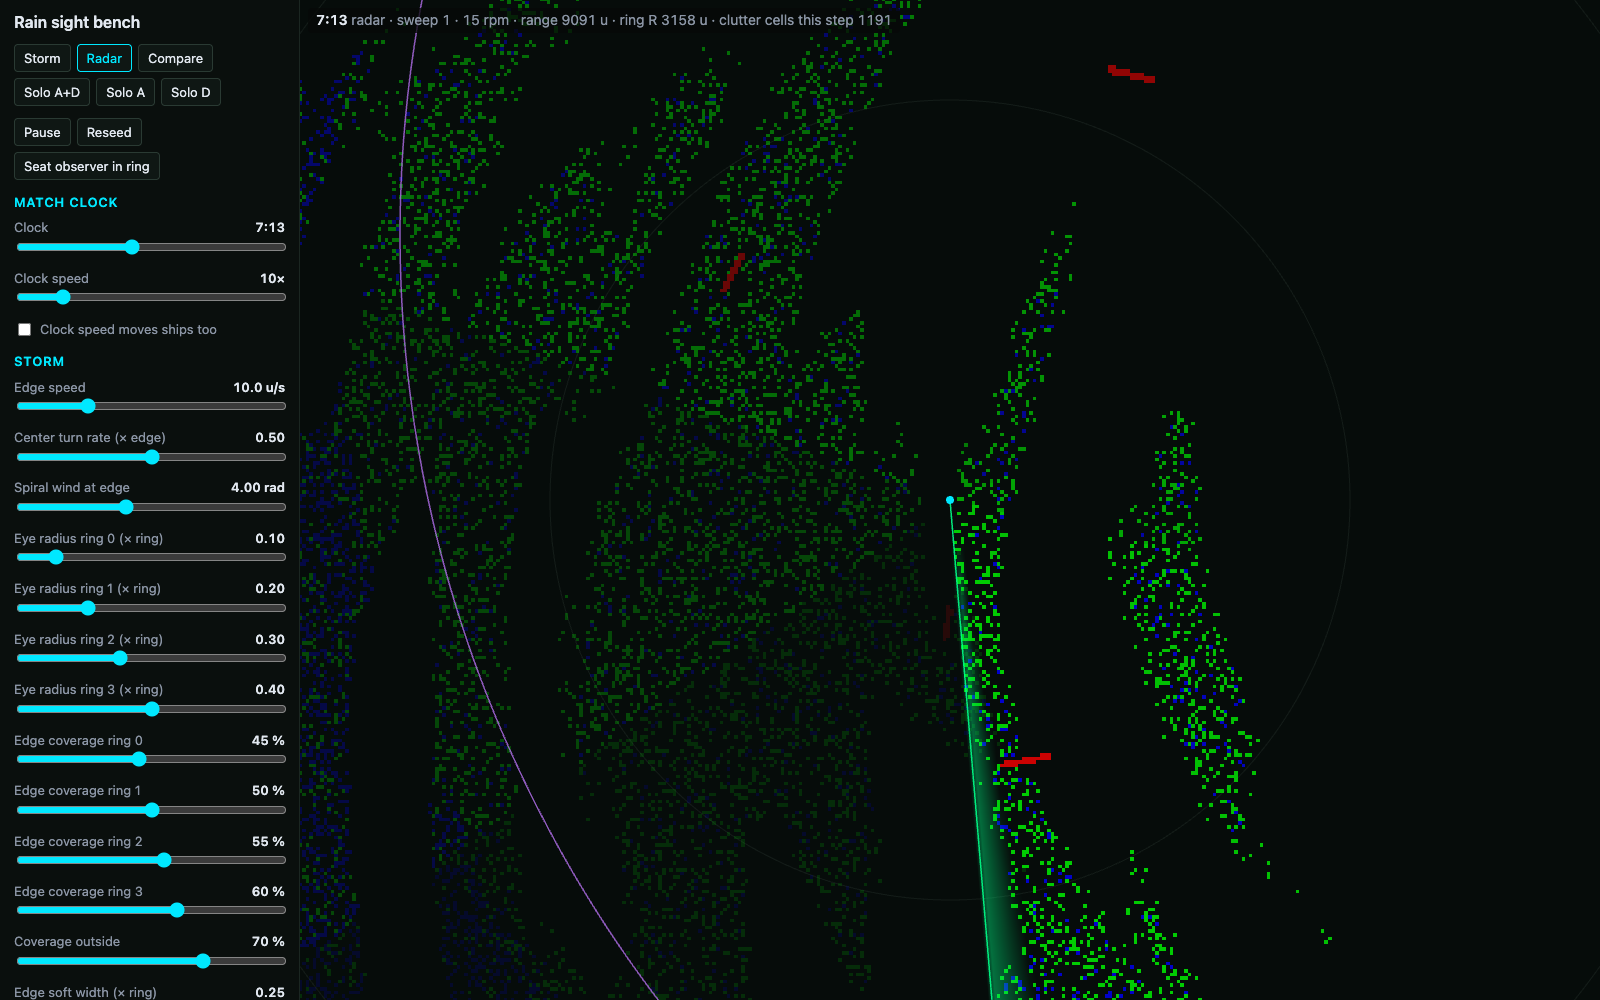 Rain sight bench
Storm Radar Compare
Solo A+D Solo A Solo D
Pause Reseed
Seat observer in ring
MATCH CLOCK
Clock 7:13
Clock speed 10×
Clock speed moves ships too
STORM
Edge speed 10.0 u/s
Center turn rate (× edge) 0.50
Spiral wind at edge 4.00 rad
Eye radius ring 0 (× ring) 0.10
Eye radius ring 1 (× ring) 0.20
Eye radius ring 2 (× ring) 0.30
Eye radius ring 3 (× ring) 0.40
Edge coverage ring 0 45 %
Edge coverage ring 1 50 %
Edge coverage ring 2 55 %
Edge coverage ring 3 60 %
Coverage outside 70 %
Edge soft width (× ring) 0.25
7:13 radar · sweep 1 · 15 rpm · range 9091 u · ring R 3158 u · clutter cells this step 1191